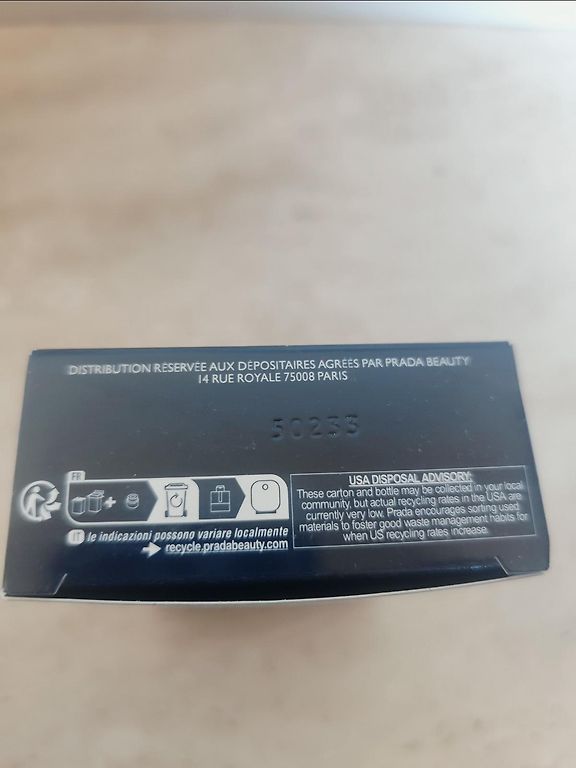 DISTRIBUTION RÉSERVÉE AUX DÉPOSITAIRES AGRÉÉS PAR PRADA BEAUTY
14 RUE ROYALE 75008 PARIS
50233
FR
IT le indicazioni possono variare localmente
recycle.pradabeauty.com
USA DISPOSAL ADVISORY:
These carton and bottle may be collected in your local
community, but actual recycling rates in the USA are
currently very low. Prada encourages sorting used
materials to foster good waste management habits for
when US recycling rates increase.